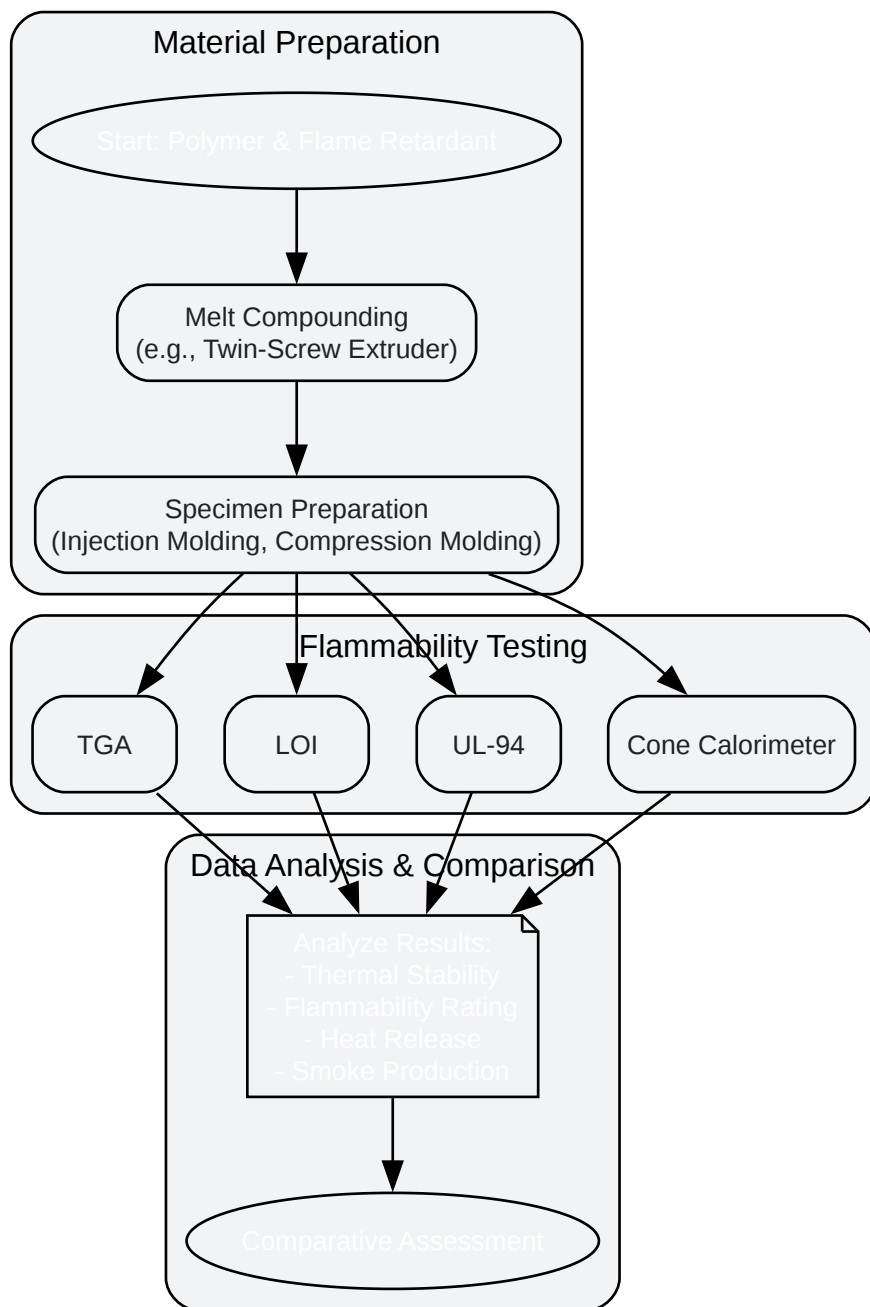 Material Preparation
Start: Polymer & Flame Retardant
Melt Compounding
(e.g., Twin-Screw Extruder)
Specimen Preparation
(Injection Molding, Compression Molding)
Flammability Testing
TGA
LOI
UL-94
Cone Calorimeter
Data Analysis & Comparison
Analyze Results:
- Thermal Stability
- Flammability Rating
- Heat Release
- Smoke Production
Comparative Assessment